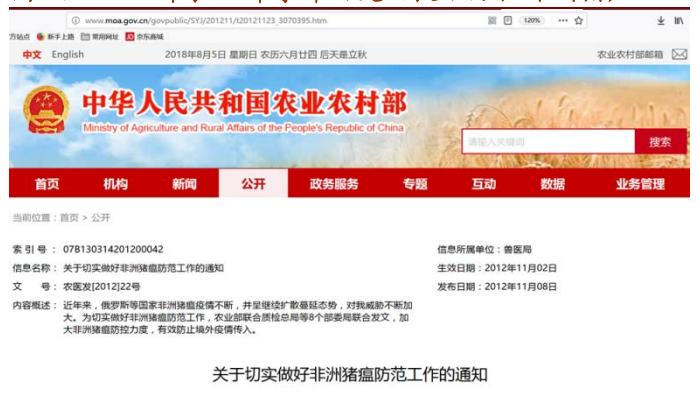 www.moa.gov.cn/govpublic/SYJ/201211/t20121123_3070395.htm
120%
方站点 新手上路 常用网址 京东商城
中文 English 2018年8月5日 星期日 农历六月廿四 后天是立秋 农业农村部邮箱
中华人民共和国农业农村部
Ministry of Agriculture and Rural Affairs of the People's Republic of China
请输入关键词 搜索
首页 机构 新闻 公开 政务服务 专题 互动 数据 业务管理
当前位置：首页 > 公开
索 引 号 ： 07B130314201200042 信息所属单位：兽医局
信息名称： 关于切实做好非洲猪瘟防范工作的通知 生效日期：2012年11月02日
文 号： 农医发[2012]22号 发布日期：2012年11月08日
内容概述： 近年来，俄罗斯等国家非洲猪瘟疫情不断，并呈继续扩散蔓延态势，对我威胁不断加
大。为切实做好非洲猪瘟防范工作，农业部联合质检总局等8个部委局联合发文，加
大非洲猪瘟防控力度，有效防止境外疫情传入。
关于切实做好非洲猪瘟防范工作的通知